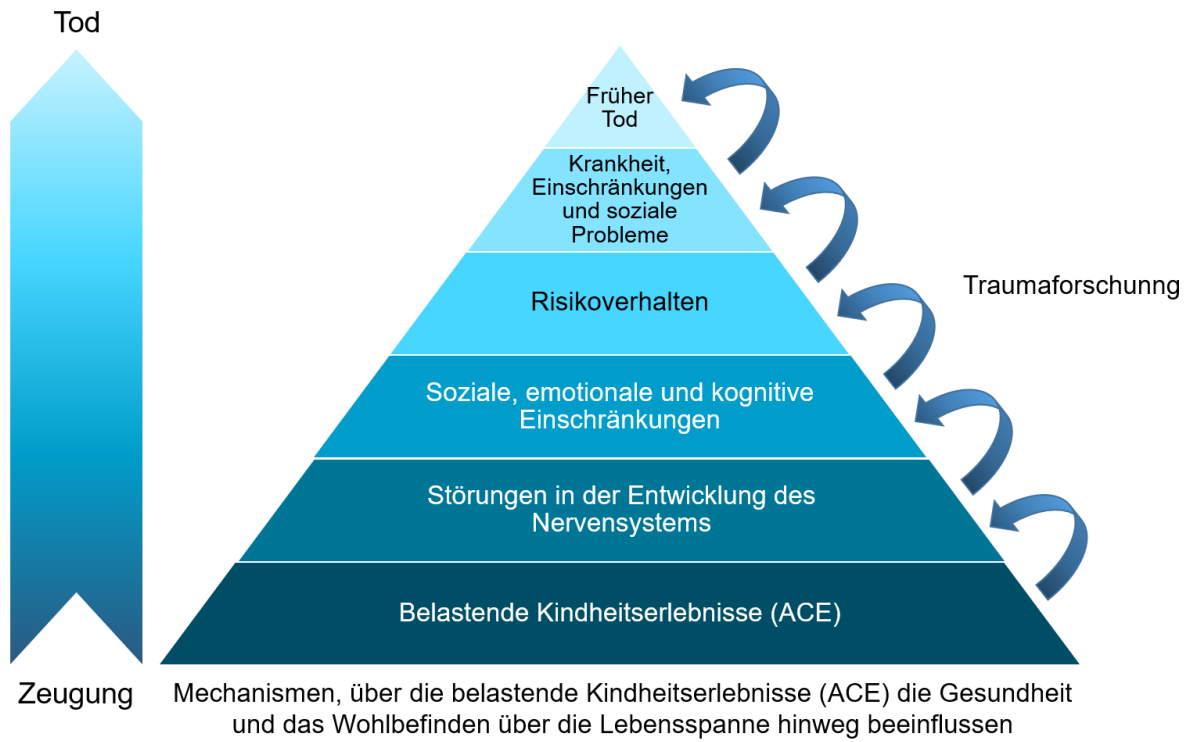 Tod
Früher
Tod
Krankheit,
Einschränkungen
und soziale
Probleme
Risikoverhalten
Traumaforschunng
Soziale, emotionale und kognitive
Einschränkungen
Störungen in der Entwicklung des
Nervensystems
Belastende Kindheitserlebnisse (ACE)
Zeugung
Mechanismen, über die belastende Kindheitserlebnisse (ACE) die Gesundheit
und das Wohlbefinden über die Lebensspanne hinweg beeinflussen